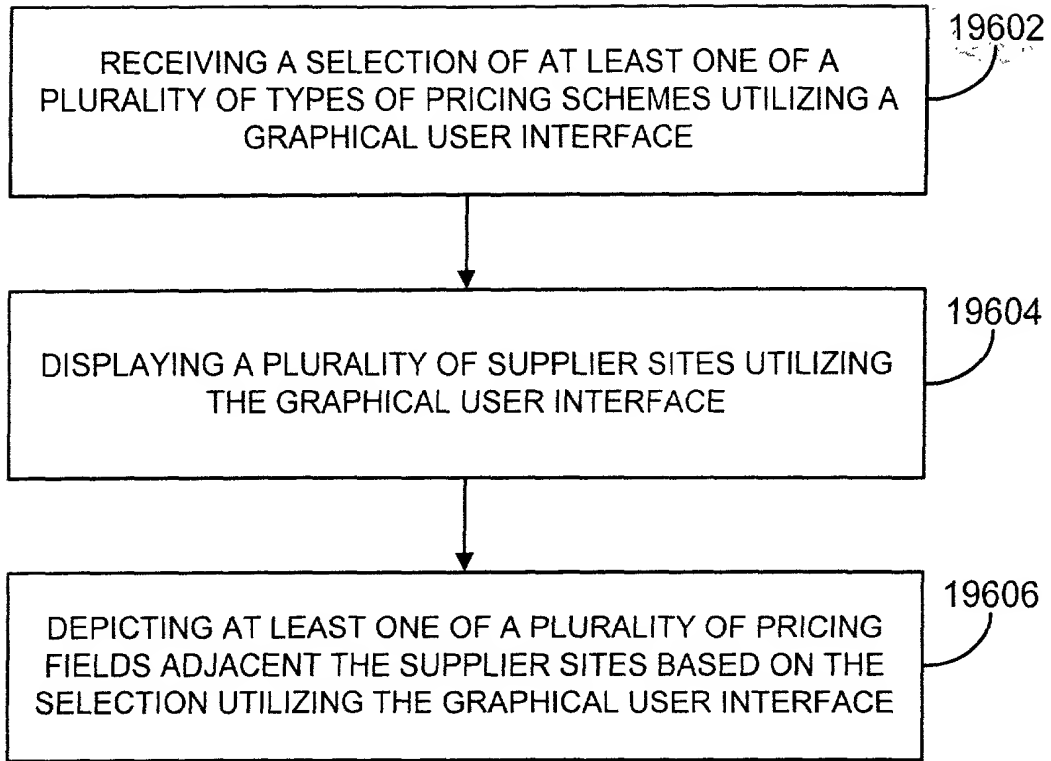 19602
RECEIVING A SELECTION OF AT LEAST ONE OF A
PLURALITY OF TYPES OF PRICING SCHEMES UTILIZING A
GRAPHICAL USER INTERFACE
19604
DISPLAYING A PLURALITY OF SUPPLIER SITES UTILIZING
THE GRAPHICAL USER INTERFACE
19606
DEPICTING AT LEAST ONE OF A PLURALITY OF PRICING
FIELDS ADJACENT THE SUPPLIER SITES BASED ON THE
SELECTION UTILIZING THE GRAPHICAL USER INTERFACE